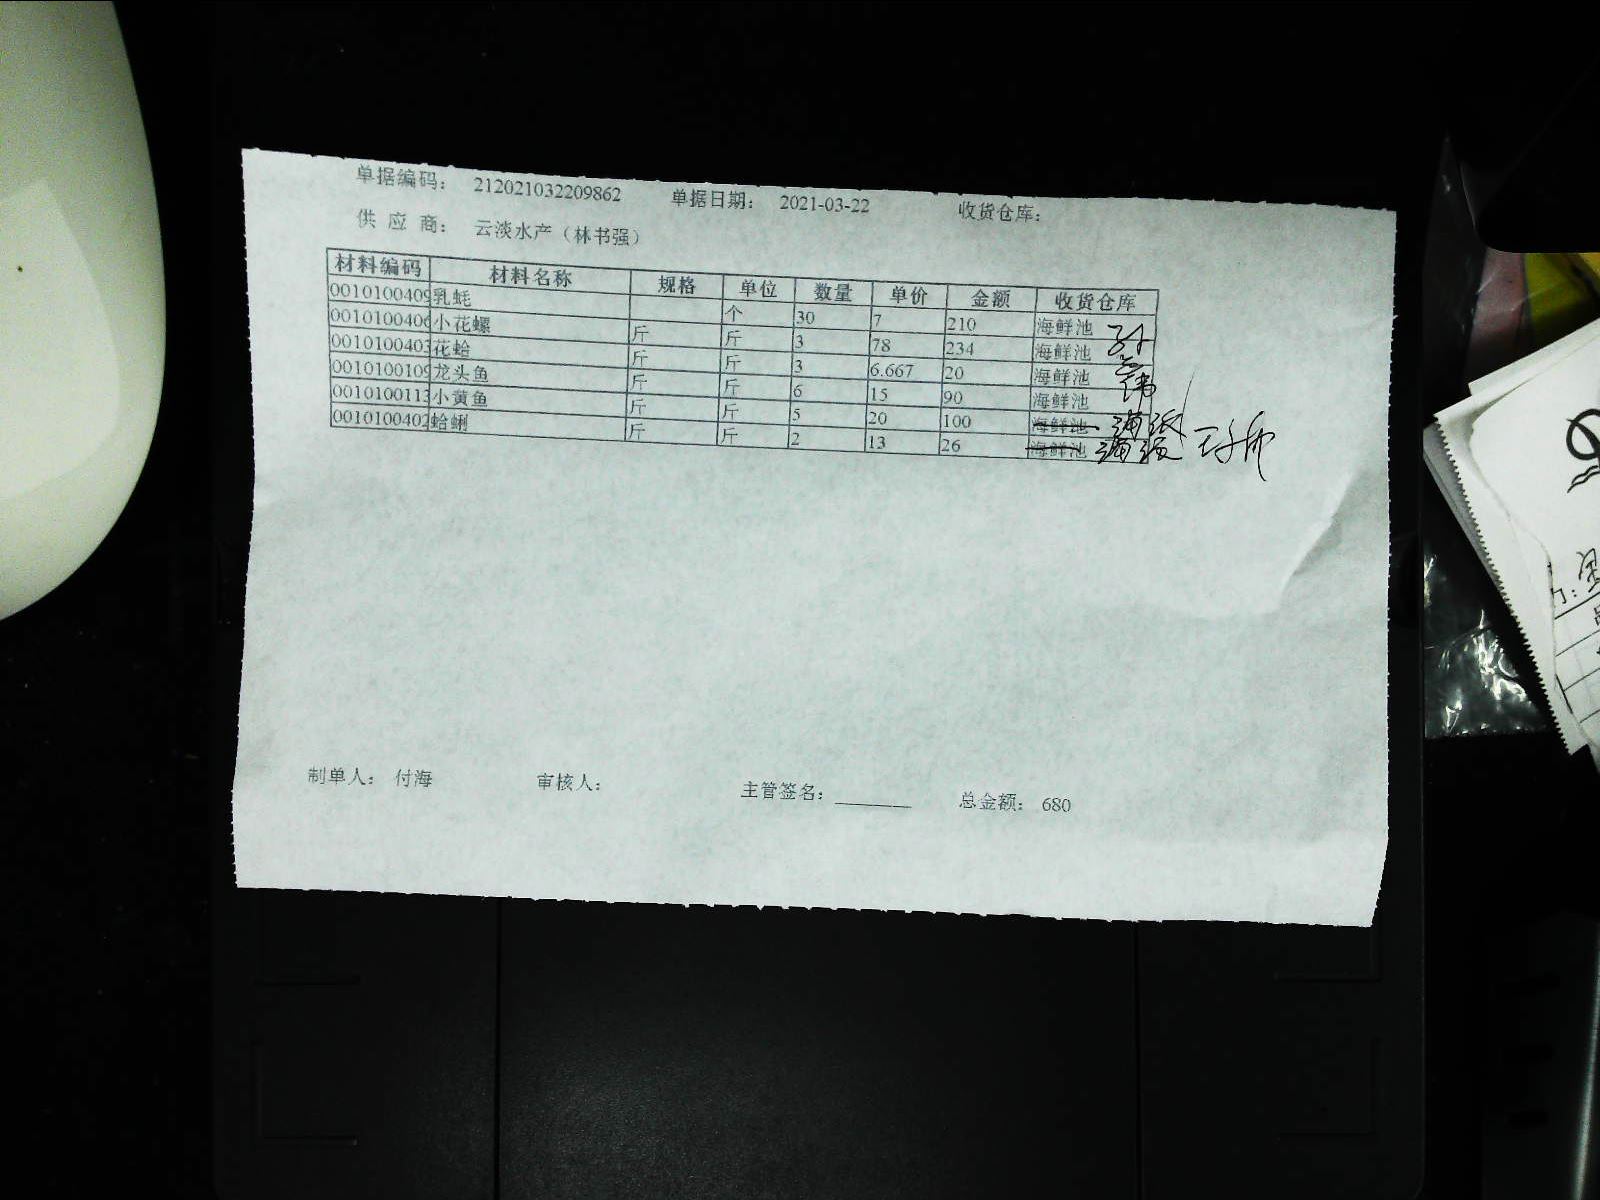 单据编码： 212021032209862 单据日期： 2021-03-22 收货仓库：
供 应 商： 云淡水产（林书强）
材料编码 材料名称 规格 单位 数量 单价 金额 收货仓库
0010100409 乳蚝 个 30 7 210 海鲜池
0010100406 小花螺 斤 斤 3 78 234 海鲜池
0010100403 花蛤 斤 斤 3 6.667 20 海鲜池
0010100109 龙头鱼 斤 斤 6 15 90 海鲜池
0010100113 小黄鱼 斤 斤 5 20 100 海鲜池
0010100402 蛤蜊 斤 斤 2 13 26 海鲜池
制单人： 付海 审核人： 主管签名：________ 总金额： 680